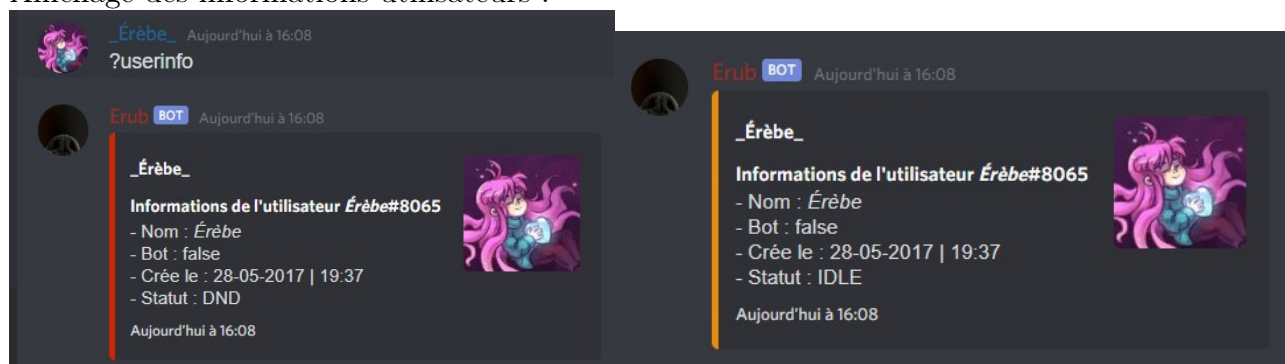 Affichage des informations utilisateurs :
_Érèbe_ Aujourd'hui à 16:08
?userinfo
Erub BOT Aujourd'hui à 16:08
_Érèbe_
Informations de l'utilisateur Érèbe#8065
- Nom : Érèbe
- Bot : false
- Crée le : 28-05-2017 | 19:37
- Statut : DND
Aujourd'hui à 16:08
Erub BOT Aujourd'hui à 16:08
_Érèbe_
Informations de l'utilisateur Érèbe#8065
- Nom : Érèbe
- Bot : false
- Crée le : 28-05-2017 | 19:37
- Statut : IDLE
Aujourd'hui à 16:08